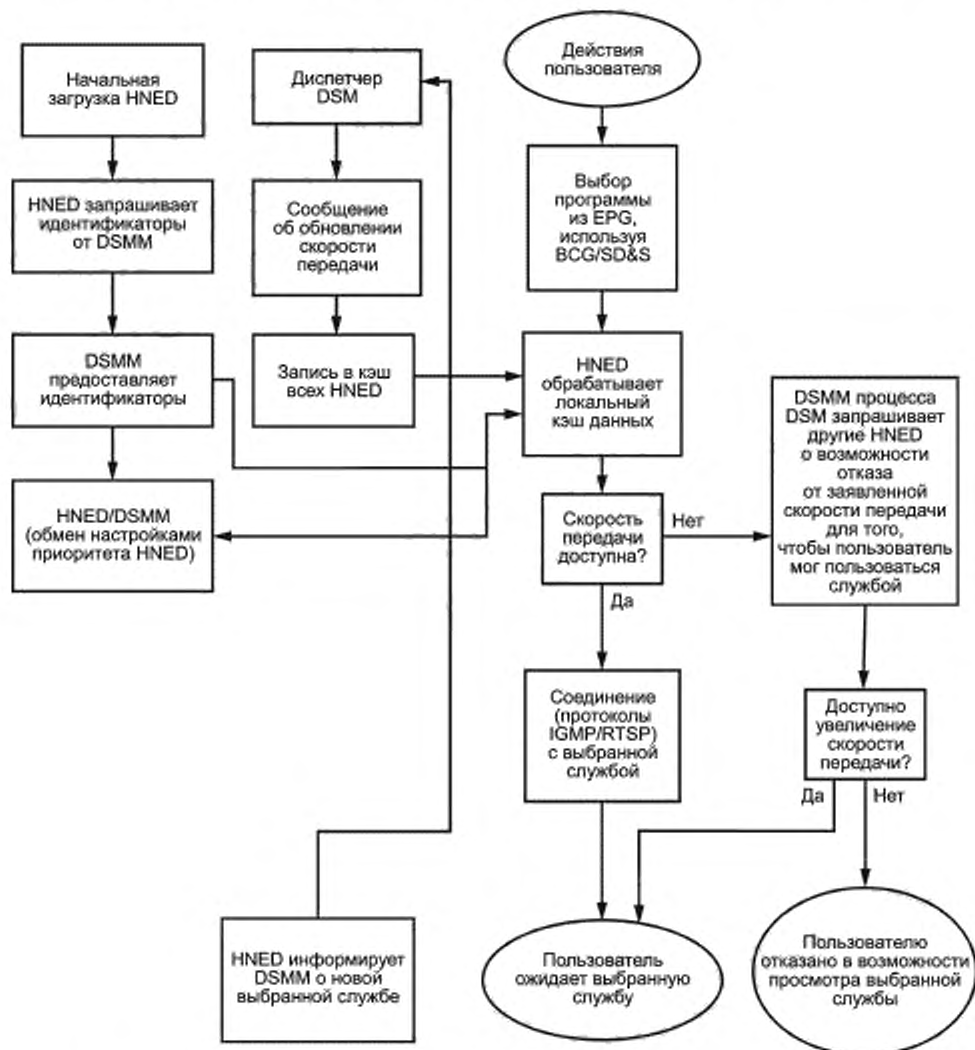 Начальная
загрузка HNED
HNED запрашивает
идентификаторы
от DSMM
DSMM
предоставляет
идентификаторы
HNED/DSMM
(обмен настройками
приоритета HNED)
Диспетчер
DSM
Сообщение
об обновлении
скорости
передачи
Запись в кэш
всех HNED
HNED информирует
DSMM о новой
выбранной службе
Действия
пользователя
Выбор
программы
из EPG,
используя
BCG/SD&S
HNED
обрабатывает
локальный
кэш данных
Скорость
передачи
доступна?
Нет
Да
Соединение
(протоколы
IGMP/RTSP)
с выбранной
службой
Пользователь
ожидает выбранную
службу
DSMM процесса
DSM запрашивает
другие HNED
о возможности
отказа
от заявленной
скорости передачи
для того,
чтобы пользователь
мог пользоваться
службой
Доступно
увеличение
скорости
передачи?
Да
Нет
Пользователю
отказано в возможности
просмотра выбранной
службы